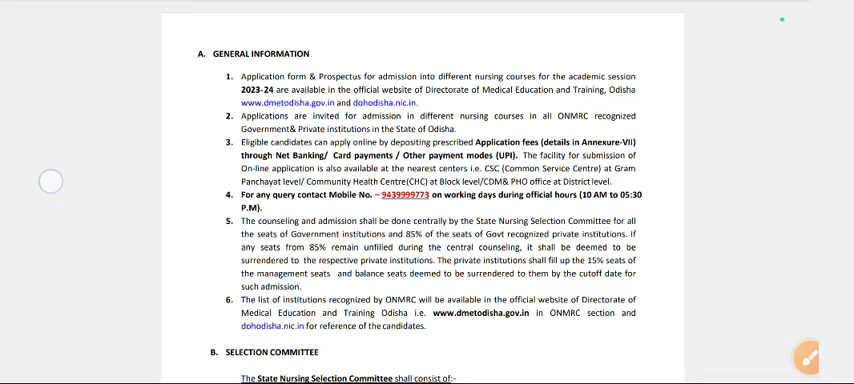 A. GENERAL INFORMATION
1. Application form & Prospectus for admission into different nursing courses for the academic session
2023-24 are available in the official website of Directorate of Medical Education and Training, Odisha
www.dmetodisha.gov.in and dohodisha.nic.in.
2. Applications are invited for admission in different nursing courses in all ONMRC recognized
Government& Private institutions in the State of Odisha.
3. Eligible candidates can apply online by depositing prescribed Application fees (details in Annexure-VII)
through Net Banking/ Card payments / Other payment modes (UPI). The facility for submission of
On-line application is also available at the nearest centers i.e. CSC (Common Service Centre) at Gram
Panchayat level/ Community Health Centre(CHC) at Block level/CDM& PHO office at District level.
4. For any query contact Mobile No. – 9439999773 on working days during official hours (10 AM to 05:30
P.M).
5. The counseling and admission shall be done centrally by the State Nursing Selection Committee for all
the seats of Government institutions and 85% of the seats of Govt recognized private institutions. If
any seats from 85% remain unfilled during the central counseling, it shall be deemed to be
surrendered to the respective private institutions. The private institutions shall fill up the 15% seats of
the management seats and balance seats deemed to be surrendered to them by the cutoff date for
such admission.
6. The list of institutions recognized by ONMRC will be available in the official website of Directorate of
Medical Education and Training Odisha i.e. www.dmetodisha.gov.in in ONMRC section and
dohodisha.nic.in for reference of the candidates.
B. SELECTION COMMITTEE
The State Nursing Selection Committee shall consist of:-